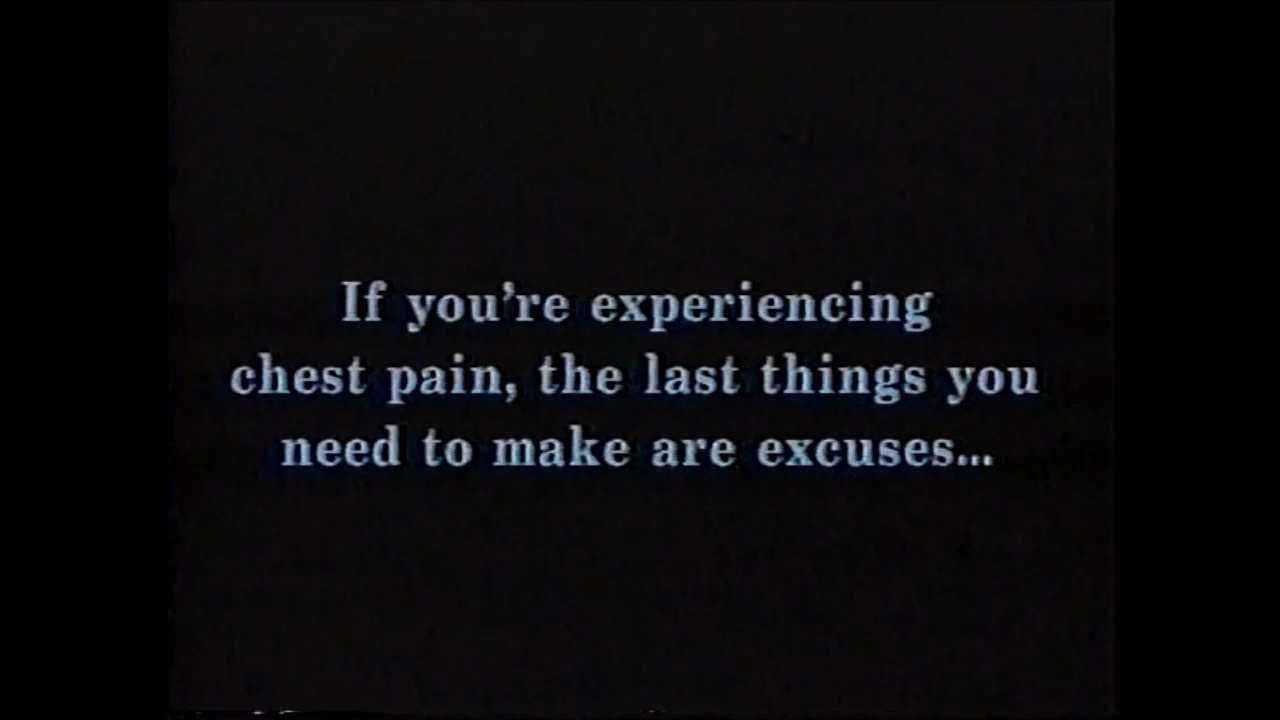 If you're experiencing
chest pain, the last things you
need to make are excuses...